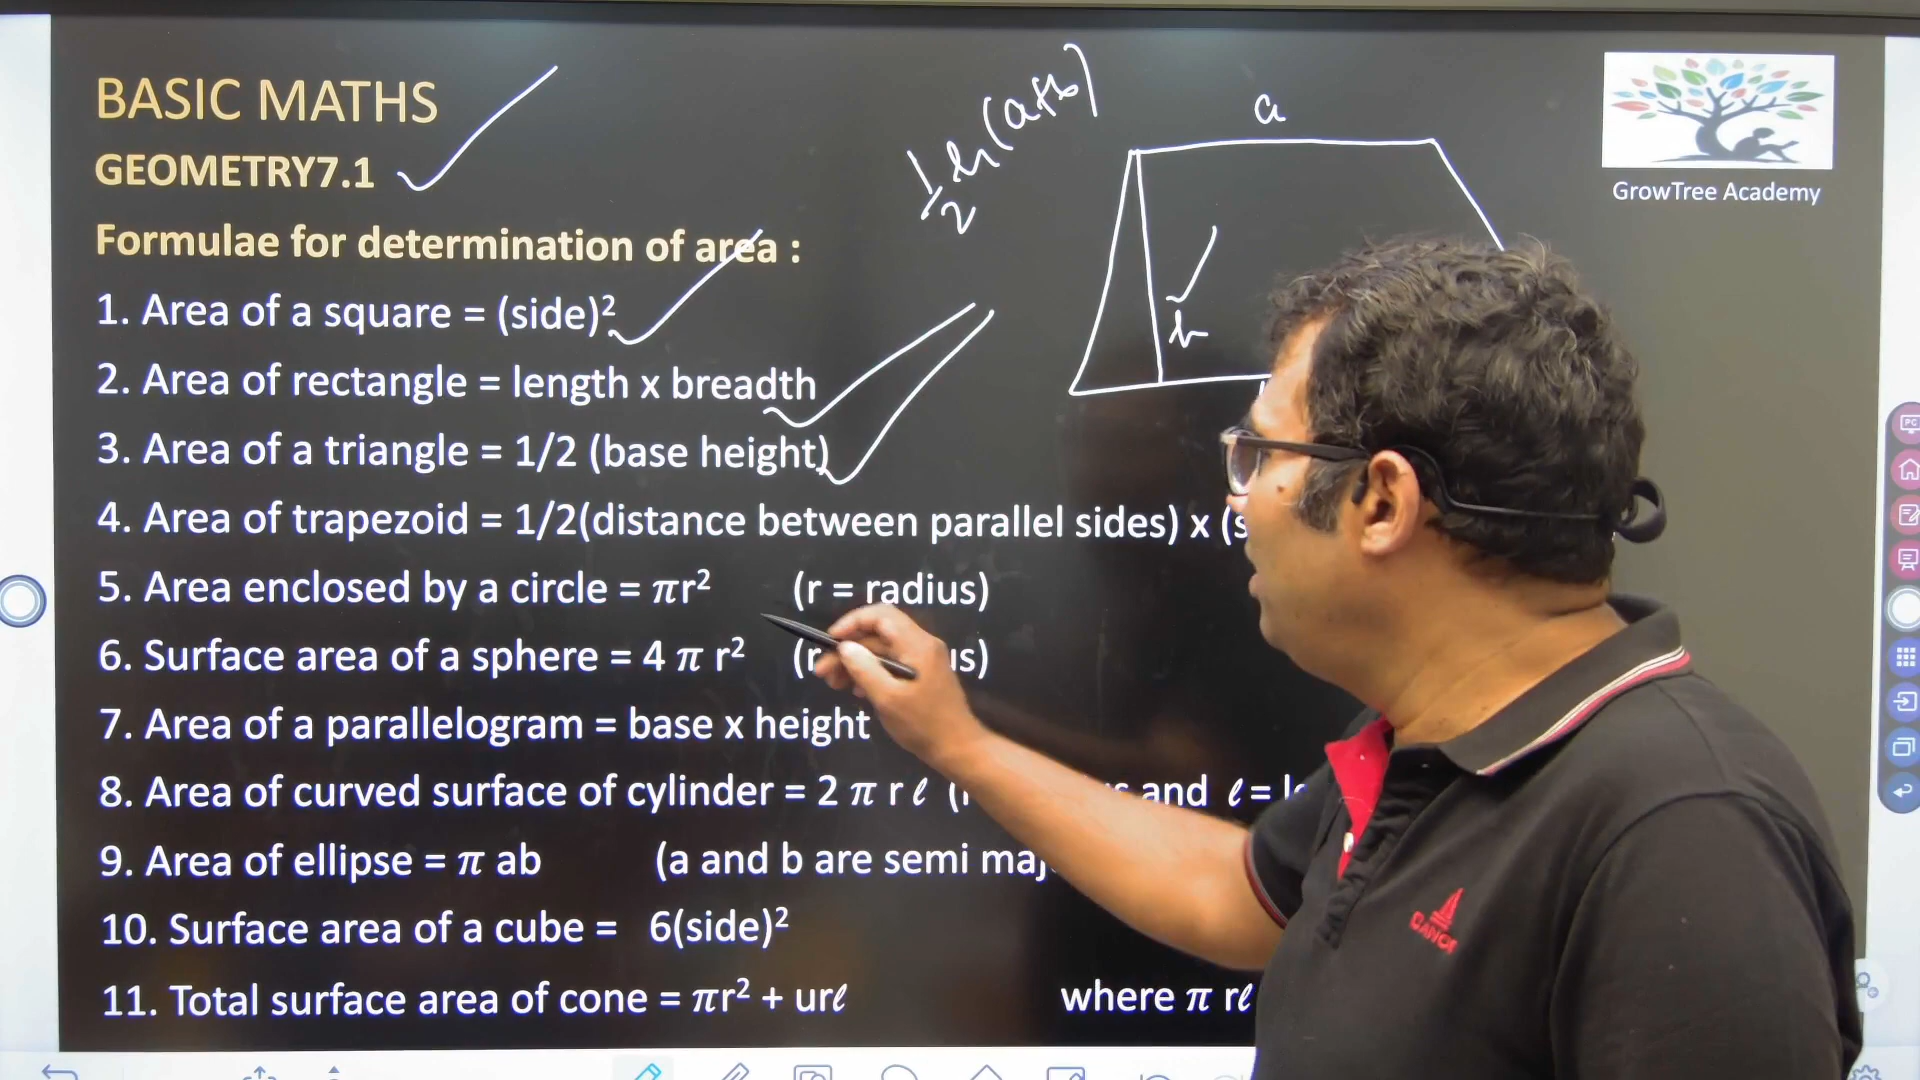 BASIC MATHS
GEOMETRY7.1
Formulae for determination of area :
1. Area of a square = (side)²
2. Area of rectangle = length x breadth
3. Area of a triangle = 1/2 (base height)
4. Area of trapezoid = 1/2(distance between parallel sides) x (s
5. Area enclosed by a circle = πr² (r = radius)
6. Surface area of a sphere = 4 π r² (r us)
7. Area of a parallelogram = base x height
8. Area of curved surface of cylinder = 2 π r ℓ and ℓ =
9. Area of ellipse = π ab (a and b are semi maj
10. Surface area of a cube = 6(side)²
11. Total surface area of cone = πr² + urℓ where π rℓ
1/2 h (a+b)
a
h
GrowTree Academy
PC